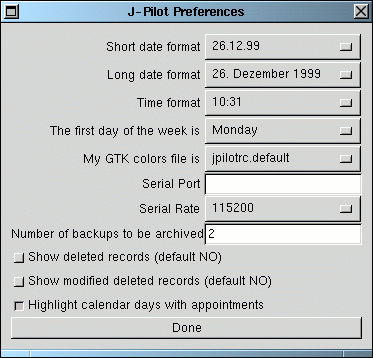 J-Pilot Preferences
Short date format 26.12.99
Long date format 26. Dezember 1999
Time format 10:31
The first day of the week is Monday
My GTK colors file is jpilotrc.default
Serial Port
Serial Rate 115200
Number of backups to be archived 2
Show deleted records (default NO)
Show modified deleted records (default NO)
Highlight calendar days with appointments
Done